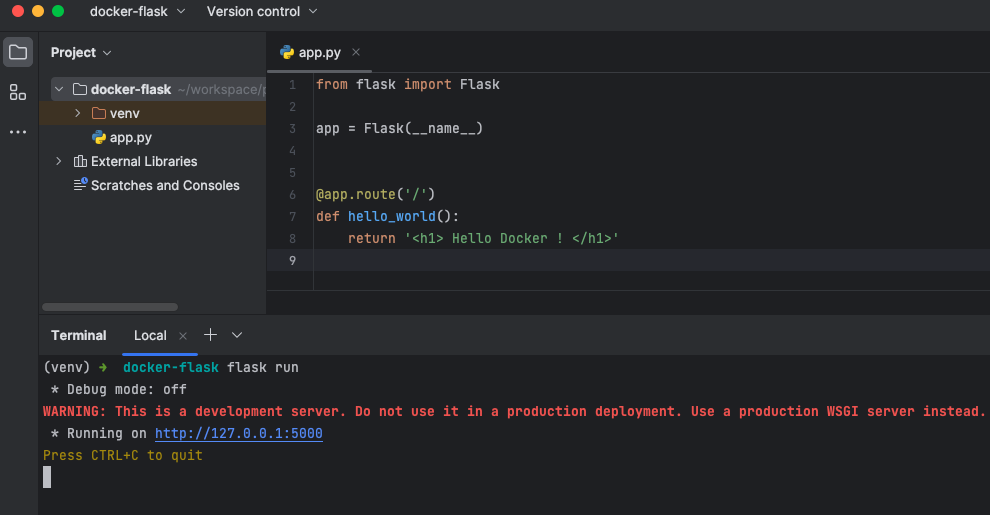 docker-flask Version control
Project
docker-flask ~/workspace/
venv
app.py
External Libraries
Scratches and Consoles
app.py
1 from flask import Flask
2
3 app = Flask(__name__)
4
5
6 @app.route('/')
7 def hello_world():
8     return '<h1> Hello Docker ! </h1>'
9
Terminal Local
(venv) ➜ docker-flask flask run
 * Debug mode: off
WARNING: This is a development server. Do not use it in a production deployment. Use a production WSGI server instead.
 * Running on http://127.0.0.1:5000
Press CTRL+C to quit